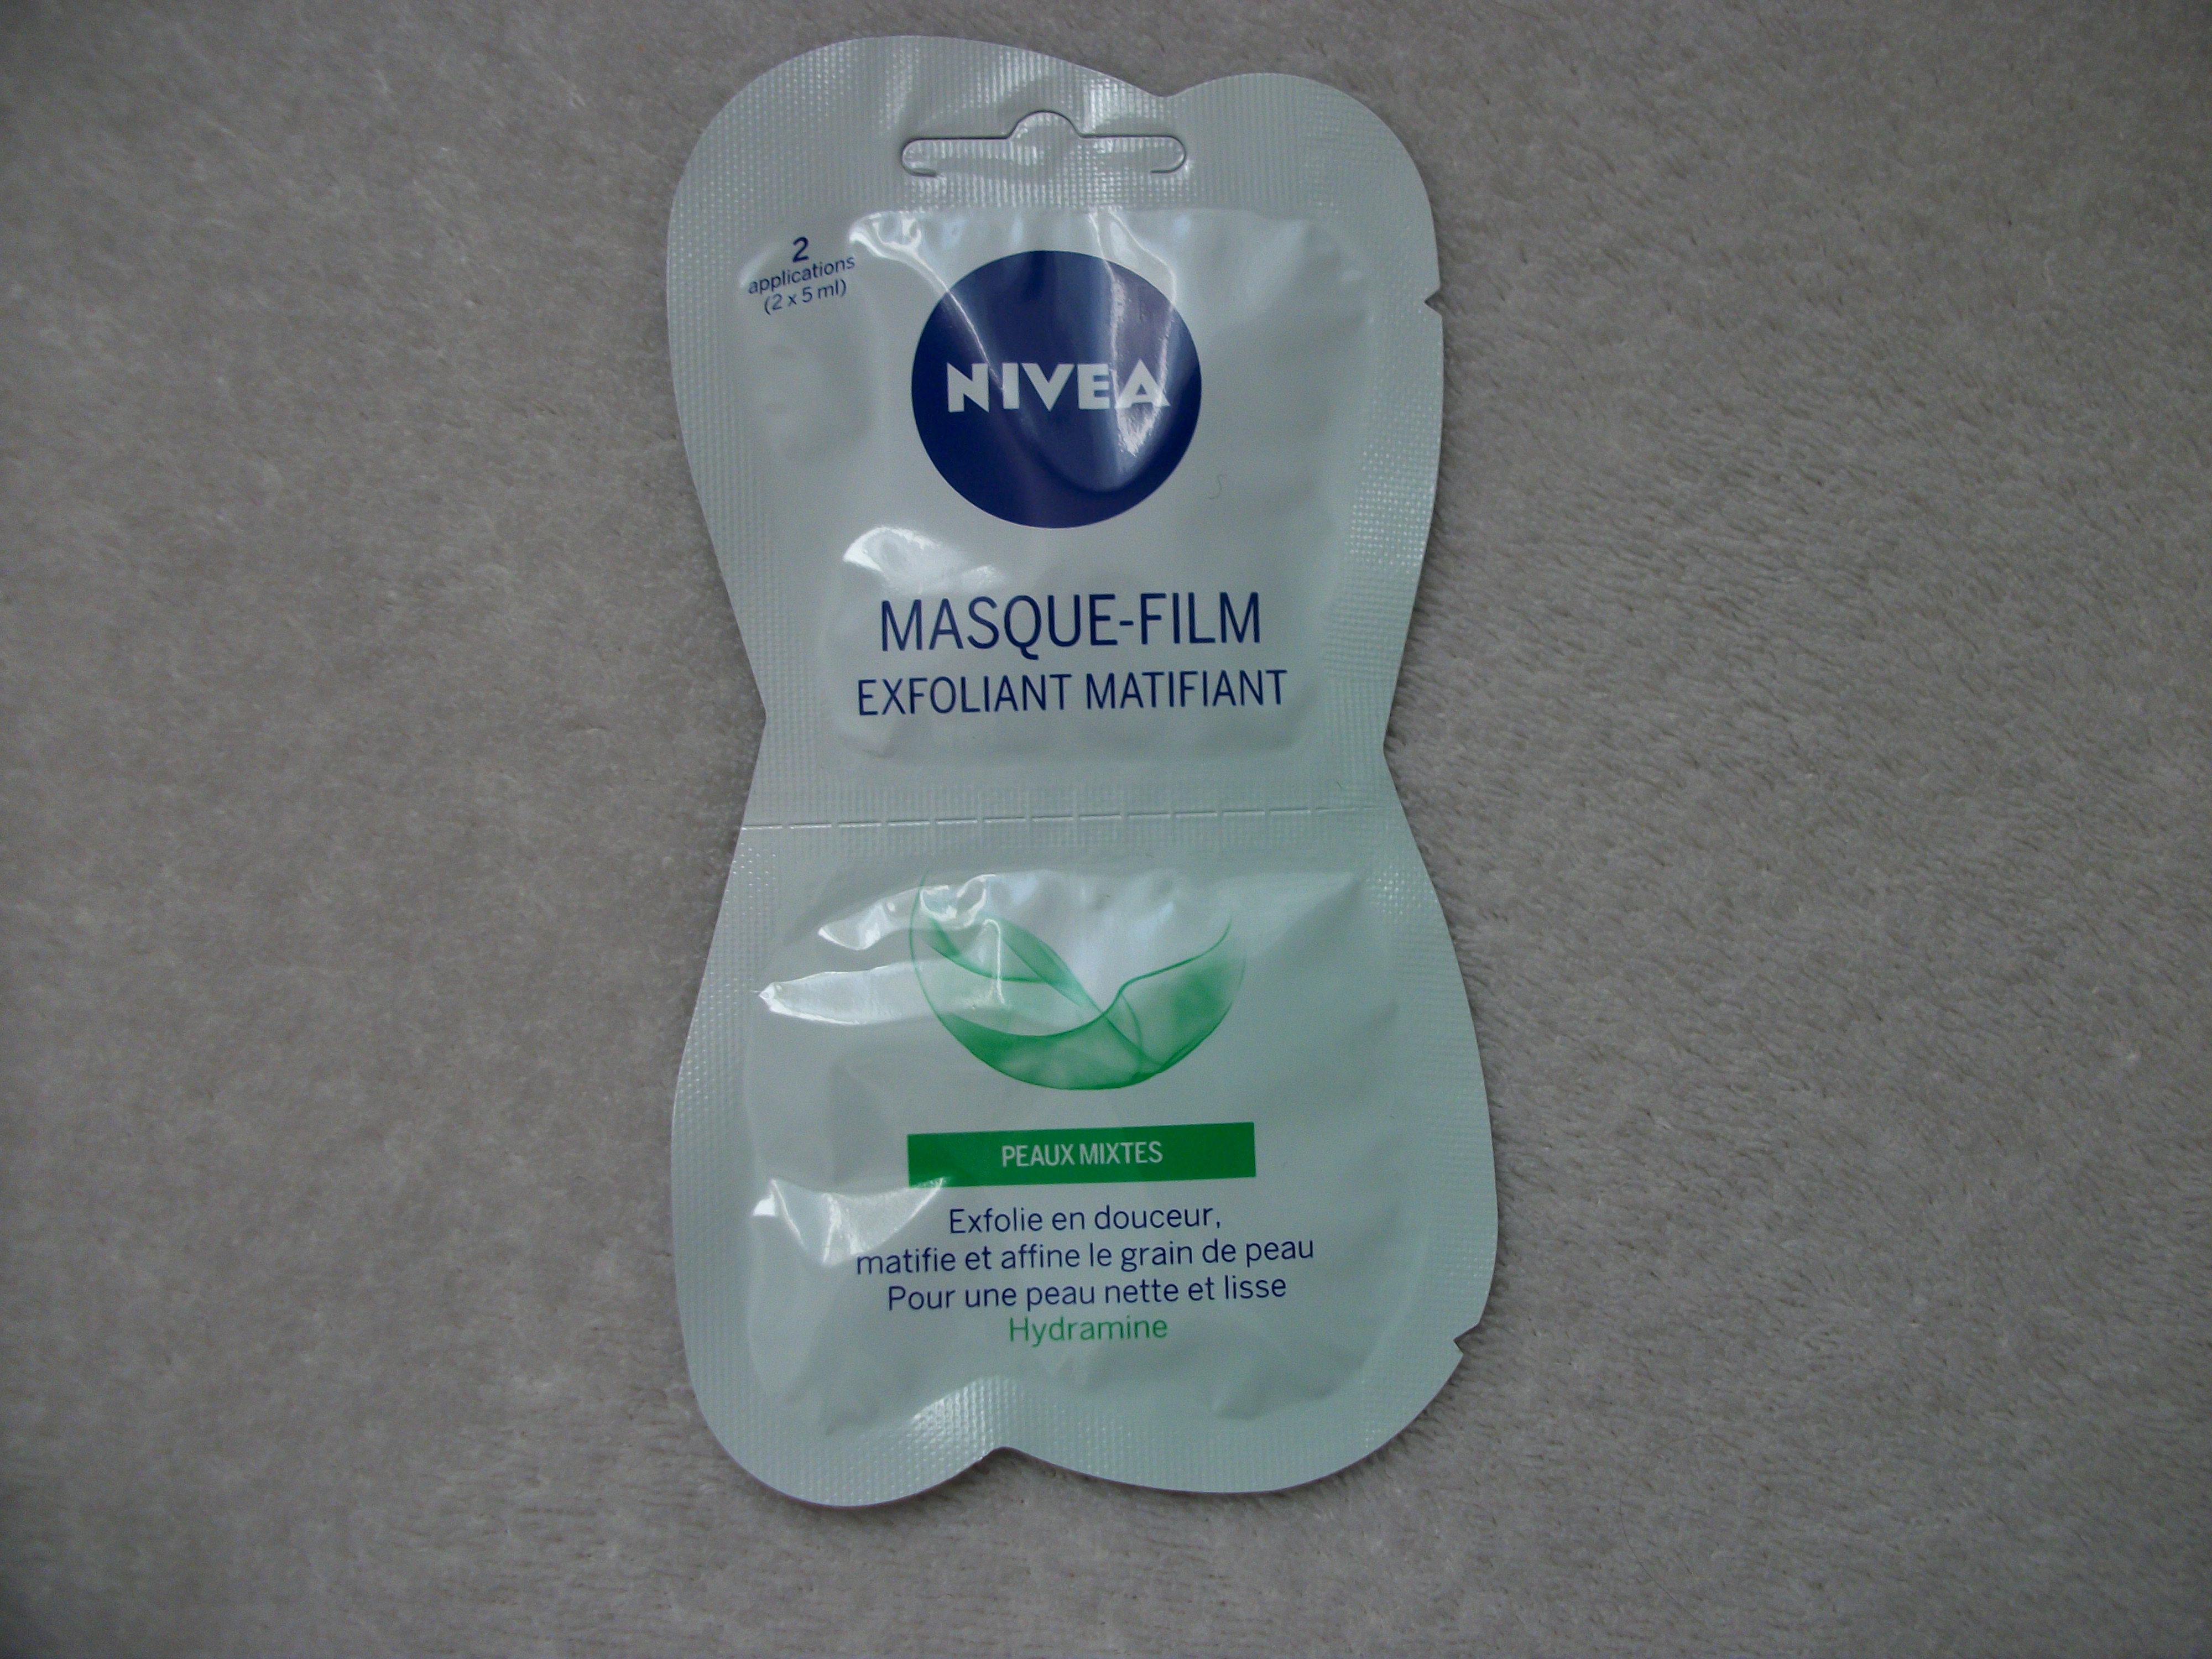 2
applications
(2 x 5 ml)
NIVEA
MASQUE-FILM
EXFOLIANT MATIFIANT
PEAUX MIXTES
Exfolie en douceur,
matifie et affine le grain de peau
Pour une peau nette et lisse
Hydramine